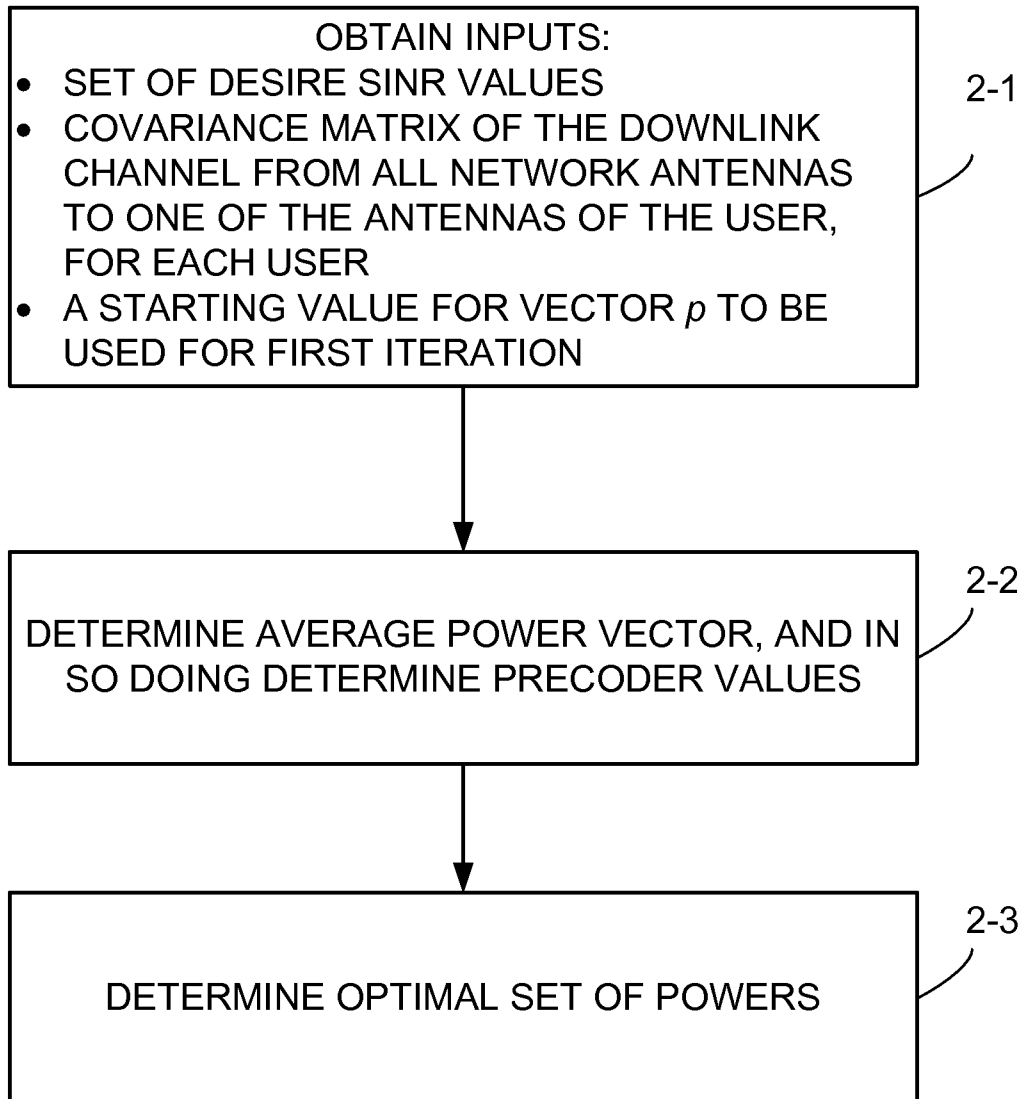 OBTAIN INPUTS:
• SET OF DESIRE SINR VALUES
• COVARIANCE MATRIX OF THE DOWNLINK
CHANNEL FROM ALL NETWORK ANTENNAS
TO ONE OF THE ANTENNAS OF THE USER,
FOR EACH USER
• A STARTING VALUE FOR VECTOR p TO BE
USED FOR FIRST ITERATION
2-1
DETERMINE AVERAGE POWER VECTOR, AND IN
SO DOING DETERMINE PRECODER VALUES
2-2
DETERMINE OPTIMAL SET OF POWERS
2-3